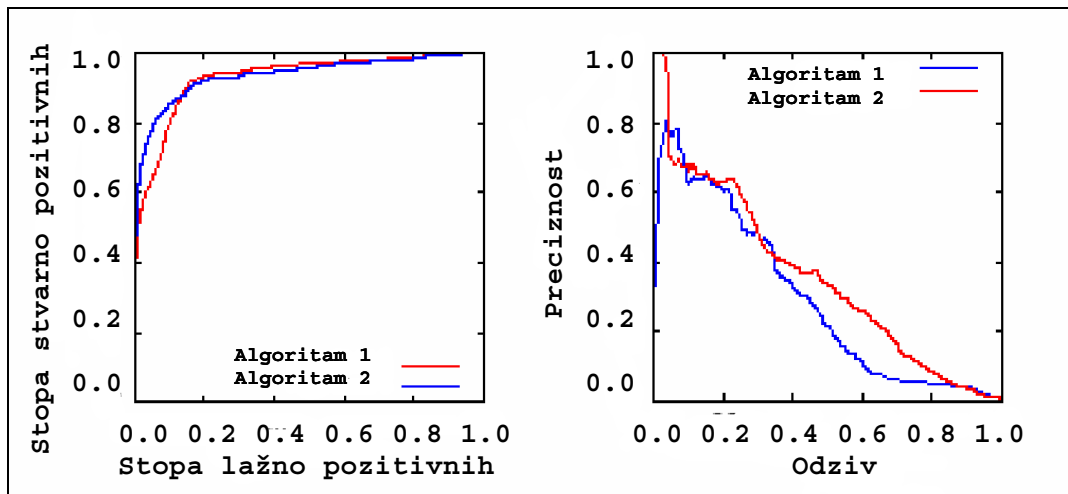 Stopa stvarno pozitivnih
1.0
0.8
0.6
0.4
0.2
0.0
Algoritam 1
Algoritam 2
0.0 0.2 0.4 0.6 0.8 1.0
Stopa lažno pozitivnih
Preciznost
1.0
0.8
0.6
0.4
0.2
0.0
Algoritam 1
Algoritam 2
0.0 0.2 0.4 0.6 0.8 1.0
Odziv